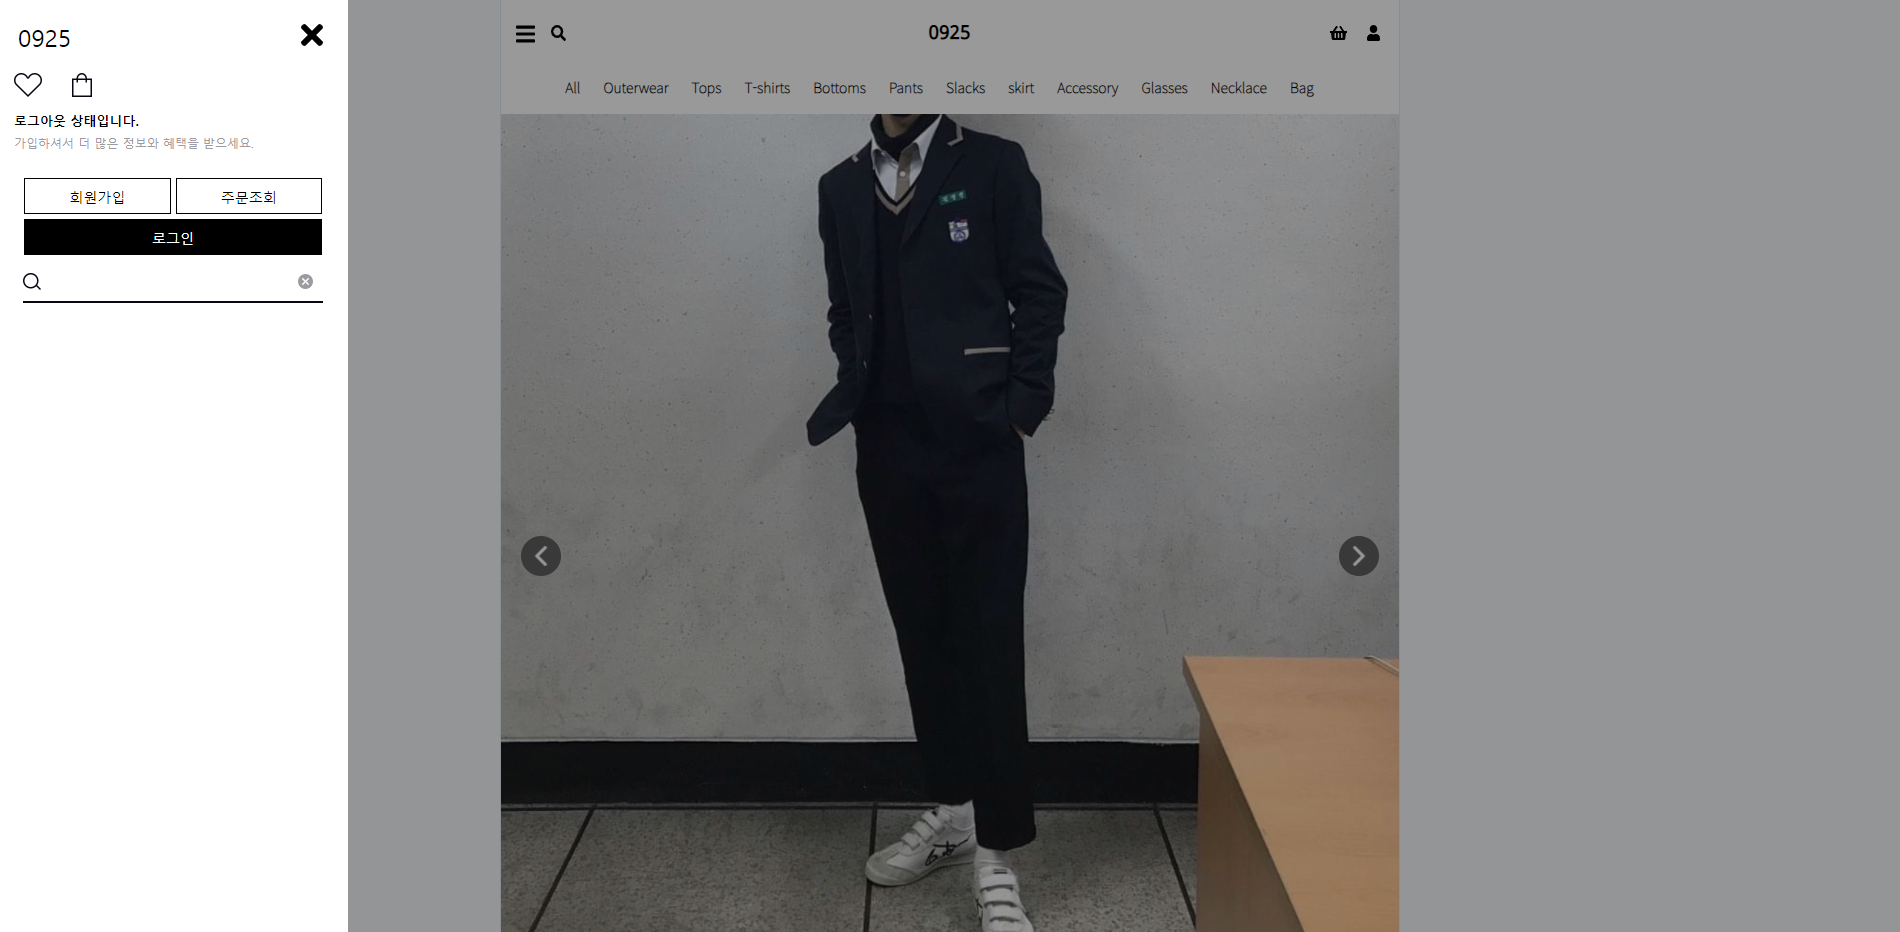 0925
로그아웃 상태입니다.
가입하셔서 더 많은 정보와 혜택을 받으세요.
회원가입 주문조회
로그인
0925
All Outerwear Tops T-shirts Bottoms Pants Slacks skirt Accessory Glasses Necklace Bag